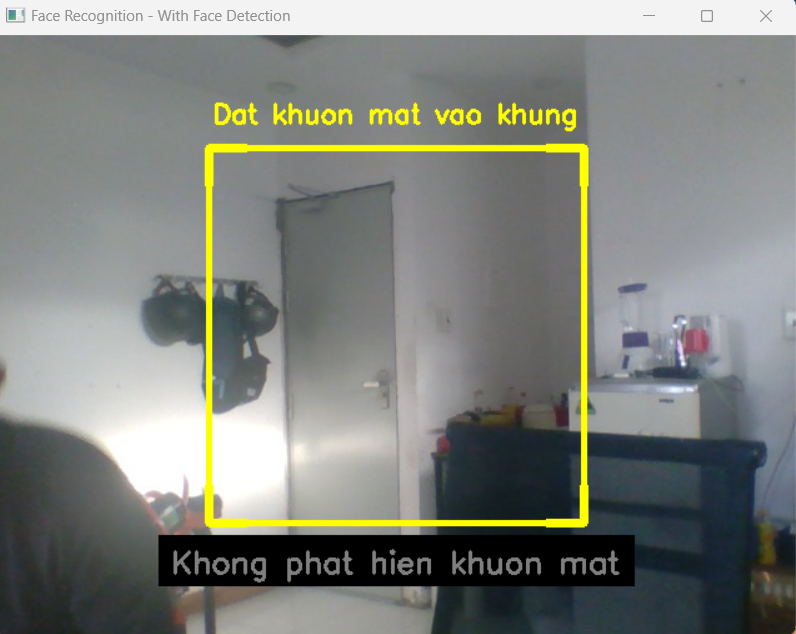 Face Recognition - With Face Detection
Dat khuon mat vao khung
Khong phat hien khuon mat